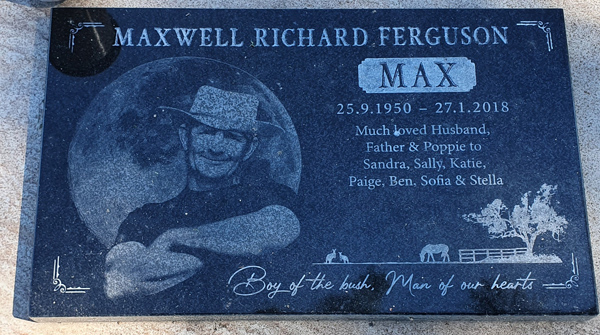 MAXWELL RICHARD FERGUSON
MAX
25.9.1950 – 27.1.2018
Much loved Husband,
Father & Poppie to
Sandra, Sally, Katie,
Paige, Ben, Sofia & Stella
Boy of the bush, Man of our hearts